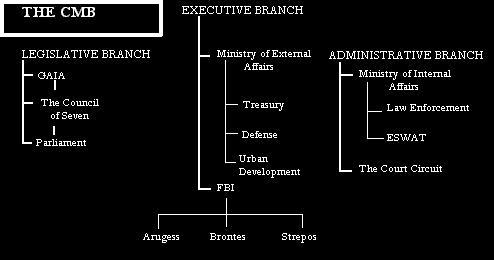 THE CMB
EXECUTIVE BRANCH
LEGISLATIVE BRANCH
GAIA
The Council
of Seven
Parliament
Ministry of External
Affairs
Treasury
Defense
Urban
Development
FBI
Arugess
Brontes
Strepos
ADMINISTRATIVE BRANCH
Ministry of Internal
Affairs
Law Enforcement
ESWAT
The Court Circuit